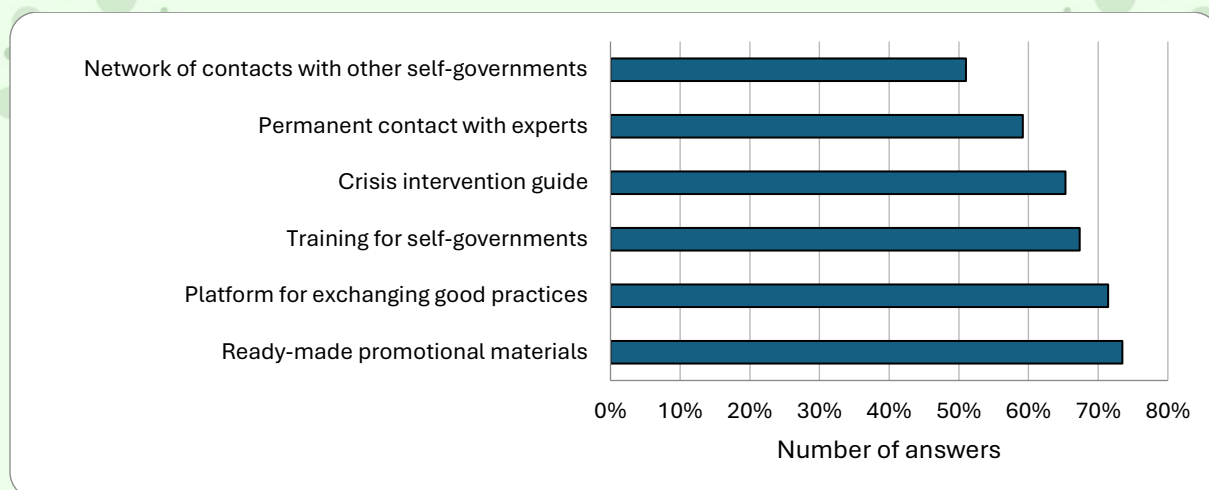 Network of contacts with other self-governments
Permanent contact with experts
Crisis intervention guide
Training for self-governments
Platform for exchanging good practices
Ready-made promotional materials
0% 10% 20% 30% 40% 50% 60% 70% 80%
Number of answers